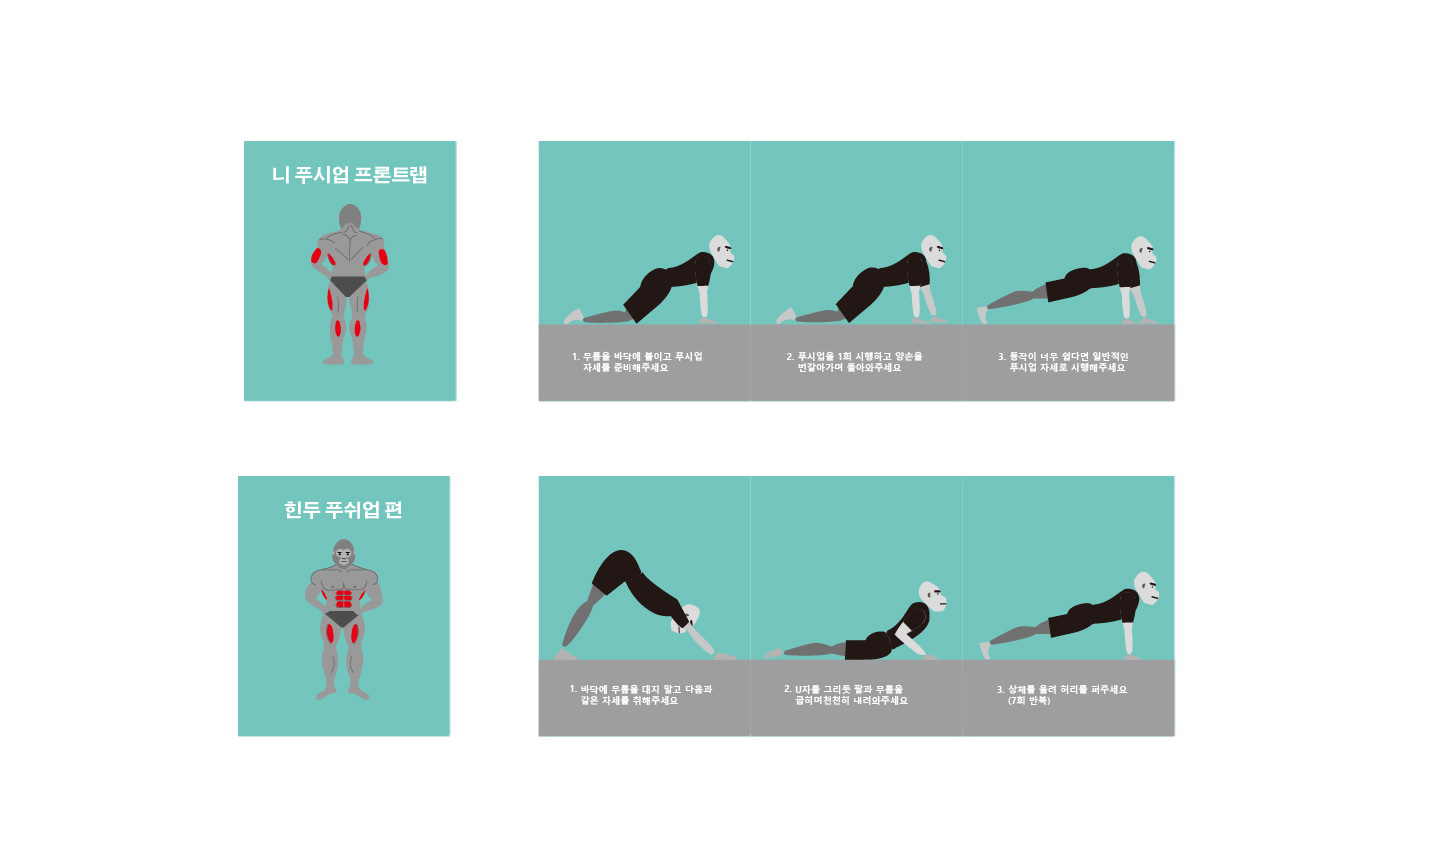 니 푸시업 프론트랩
1. 무릎을 바닥에 붙이고 푸시업
자세를 준비해주세요
2. 푸시업을 1회 시행하고 양손을
번갈아가며 돌아와주세요
3. 동작이 너무 쉽다면 일반적인
푸시업 자세로 시행해주세요
힌두 푸쉬업 편
1. 바닥에 무릎을 대지 말고 다음과
같은 자세를 취해주세요
2. U자를 그리듯 팔과 무릎을
굽히며천천히 내려와주세요
3. 상체를 올려 허리를 펴주세요
(7회 반복)